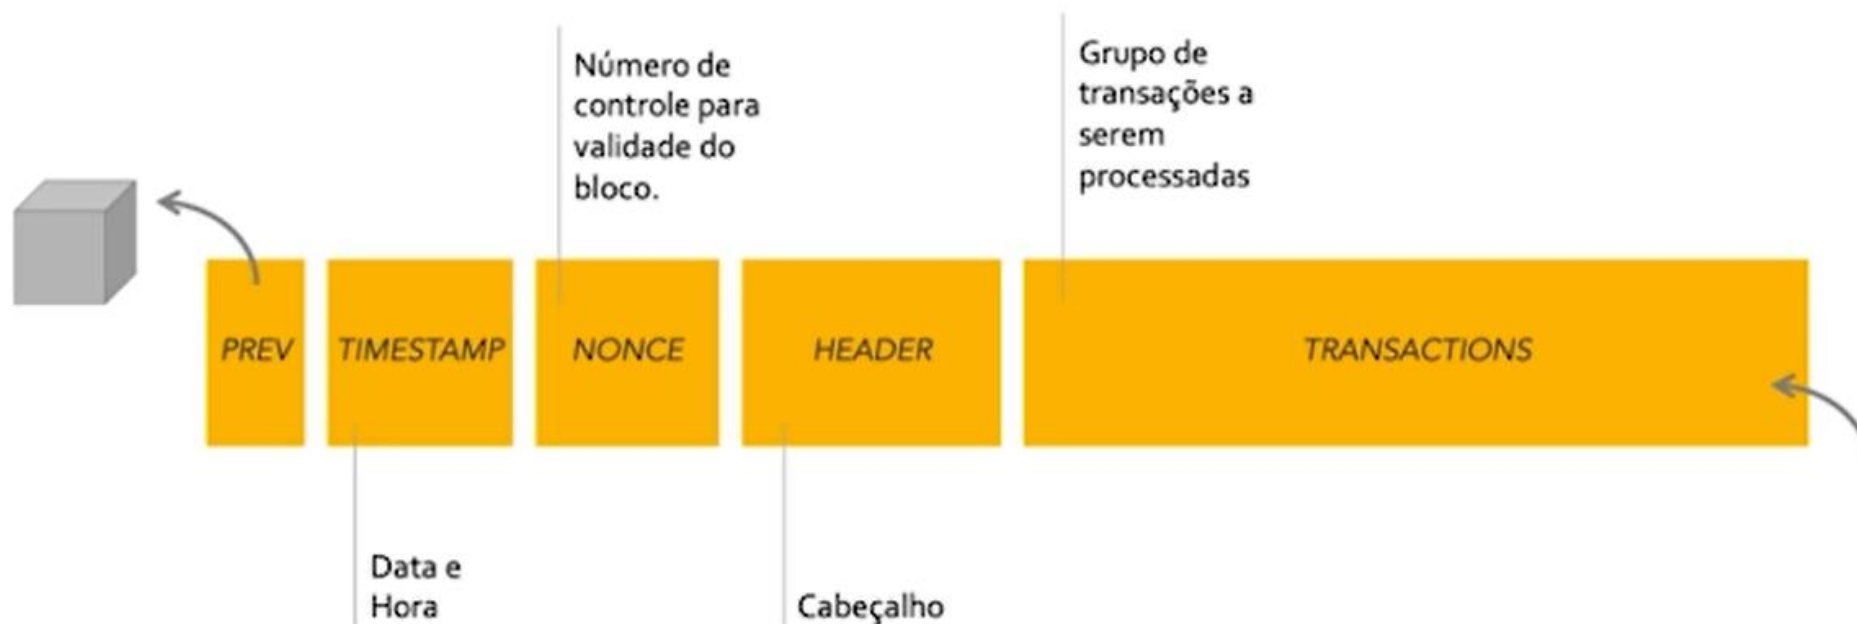 Número de
controle para
validade do
bloco.
Grupo de
transações a
serem
processadas
PREV
TIMESTAMP
NONCE
HEADER
TRANSACTIONS
Data e
Hora
Cabeçalho